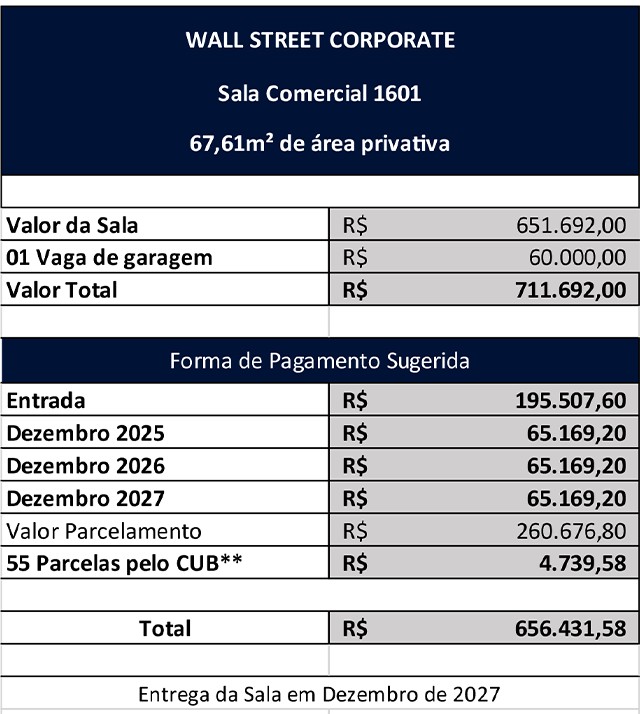 WALL STREET CORPORATE
Sala Comercial 1601
67,61m² de área privativa
Valor da Sala R$ 651.692,00
01 Vaga de garagem R$ 60.000,00
Valor Total R$ 711.692,00
Forma de Pagamento Sugerida
Entrada R$ 195.507,60
Dezembro 2025 R$ 65.169,20
Dezembro 2026 R$ 65.169,20
Dezembro 2027 R$ 65.169,20
Valor Parcelamento R$ 260.676,80
55 Parcelas pelo CUB** R$ 4.739,58
Total R$ 656.431,58
Entrega da Sala em Dezembro de 2027